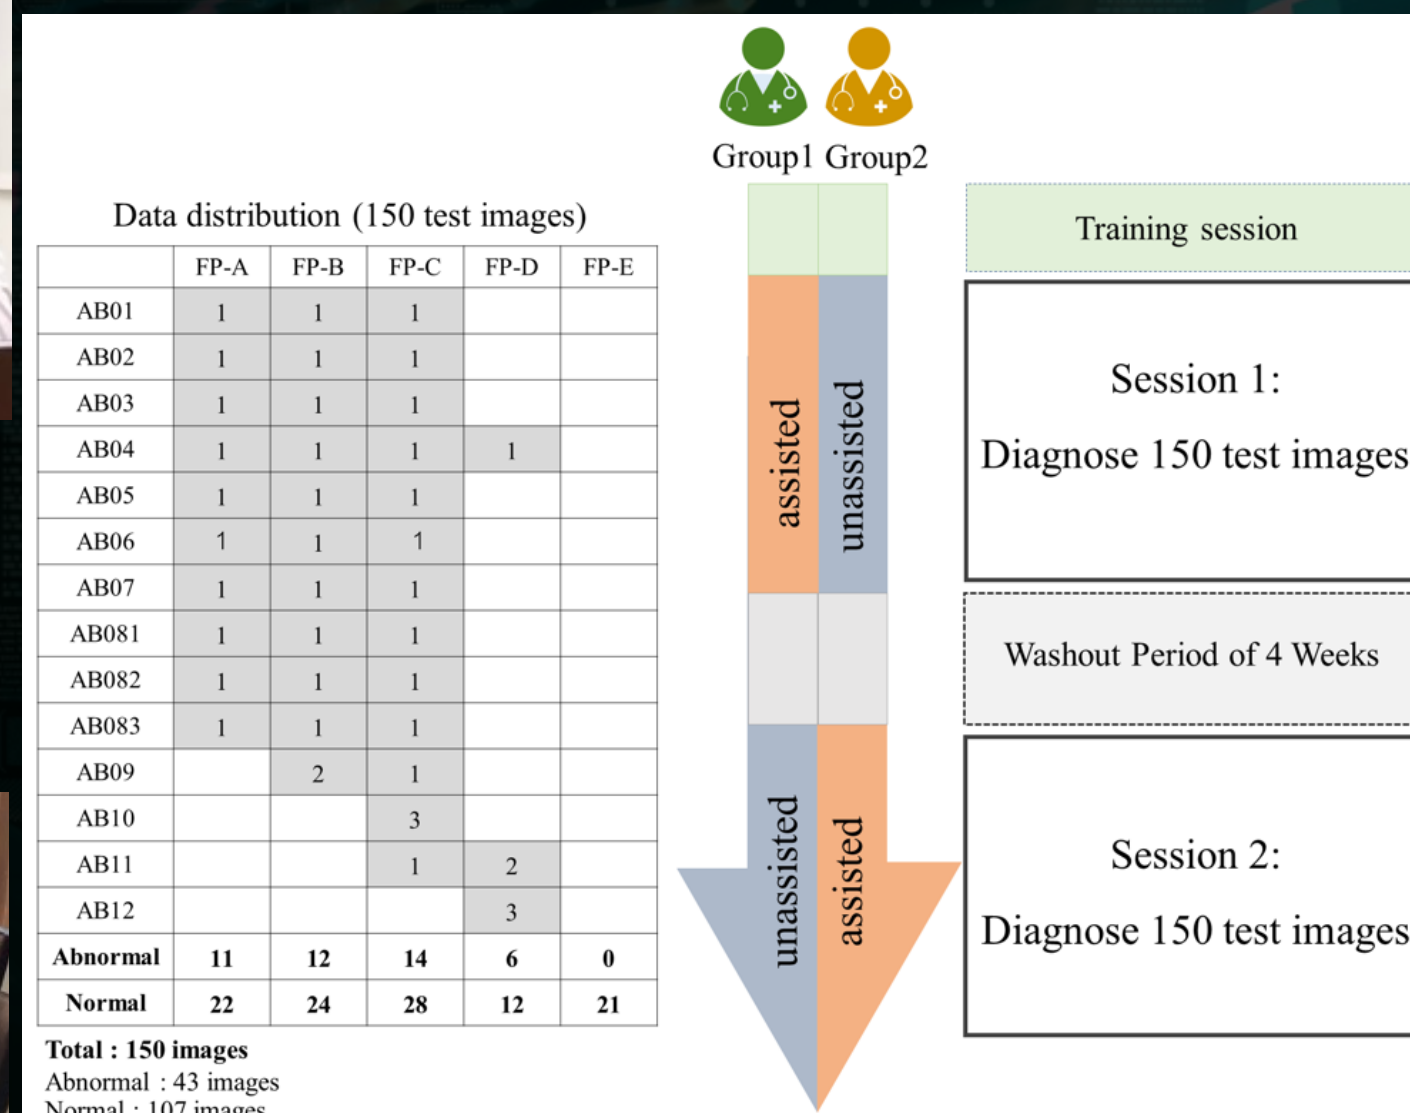 Group1 Group2
Data distribution (150 test images)
FP-A FP-B FP-C FP-D FP-E
AB01 1 1 1
AB02 1 1 1
AB03 1 1 1
AB04 1 1 1 1
AB05 1 1 1
AB06 1 1 1
AB07 1 1 1
AB081 1 1 1
AB082 1 1 1
AB083 1 1 1
AB09 2 1
AB10 3
AB11 1 2
AB12 3
Abnormal 11 12 14 6 0
Normal 22 24 28 12 21
Total : 150 images
Abnormal : 43 images
Normal : 107 images
assisted
unassisted
unassisted
assisted
Training session
Session 1:
Diagnose 150 test images
Washout Period of 4 Weeks
Session 2:
Diagnose 150 test images